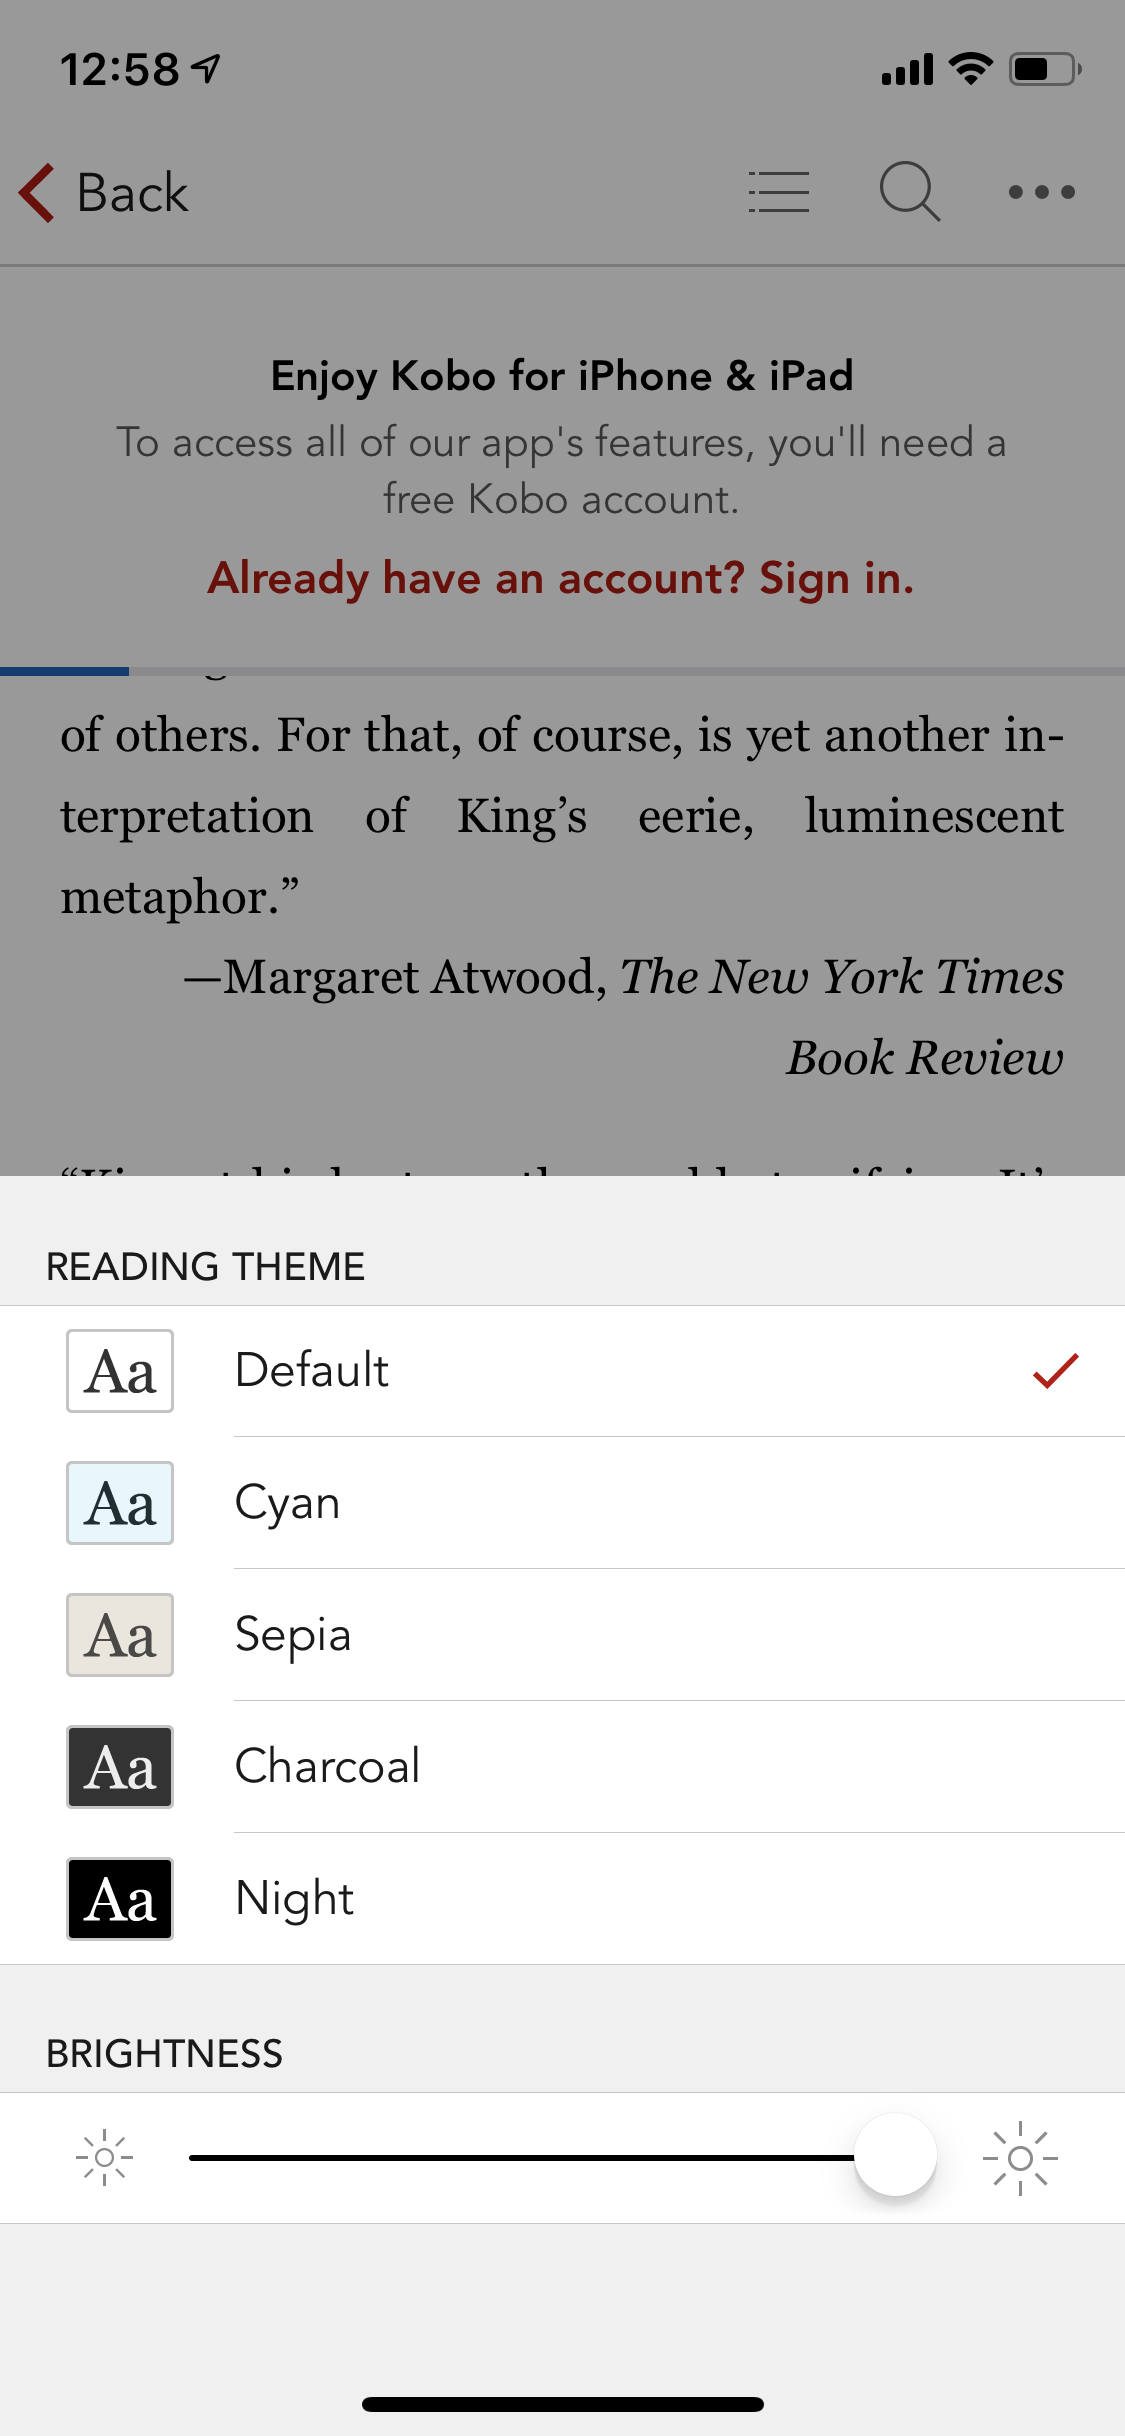 12:58
Back
Enjoy Kobo for iPhone & iPad
To access all of our app's features, you'll need a
free Kobo account.
Already have an account? Sign in.
of others. For that, of course, is yet another in-
terpretation of King’s eerie, luminescent
metaphor.”
—Margaret Atwood, The New York Times
Book Review
READING THEME
Aa Default
Aa Cyan
Aa Sepia
Aa Charcoal
Aa Night
BRIGHTNESS